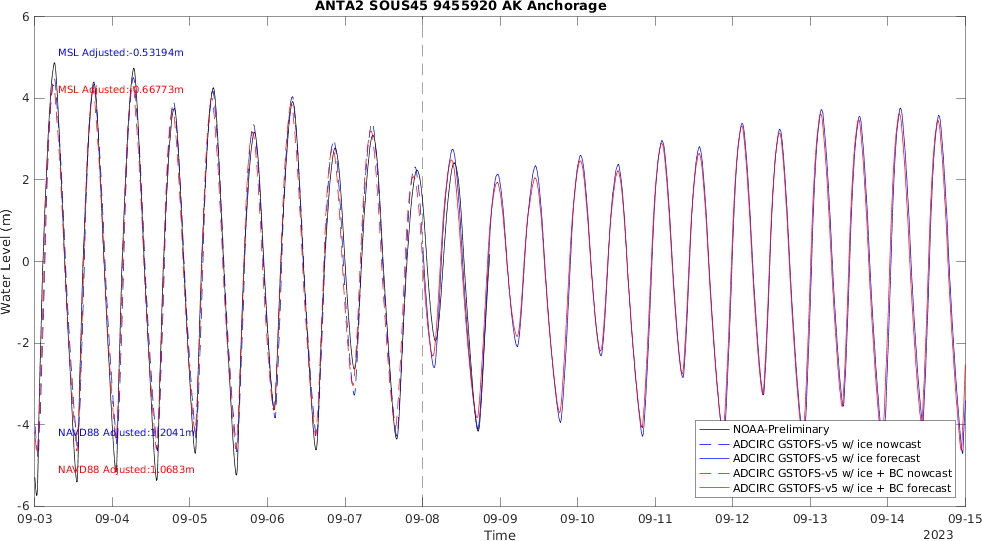 ANTA2 SOUS45 9455920 AK Anchorage
6
MSL Adjusted:-0.53194m
MSL Adjusted:-0.66773m
4
2
Water Level (m)
0
-2
-4
NAVD88 Adjusted:1.2041m
NAVD88 Adjusted:1.0683m
-6
NOAA-Preliminary
ADCIRC GSTOFS-v5 w/ ice nowcast
ADCIRC GSTOFS-v5 w/ ice forecast
ADCIRC GSTOFS-v5 w/ ice + BC nowcast
ADCIRC GSTOFS-v5 w/ ice + BC forecast
09-03 09-04 09-05 09-06 09-07 09-08 09-09 09-10 09-11 09-12 09-13 09-14 09-15
Time
2023